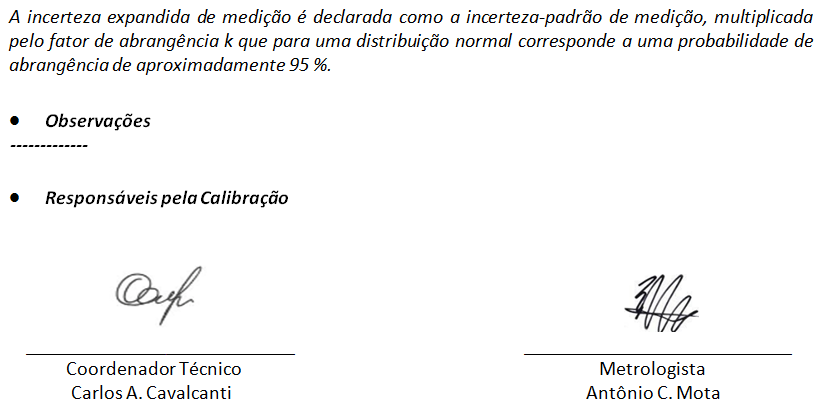 A incerteza expandida de medição é declarada como a incerteza-padrão de medição, multiplicada
pelo fator de abrangência k que para uma distribuição normal corresponde a uma probabilidade de
abrangência de aproximadamente 95 %.
● Observações
-------------
● Responsáveis pela Calibração
Coordenador Técnico
Carlos A. Cavalcanti
Metrologista
Antônio C. Mota